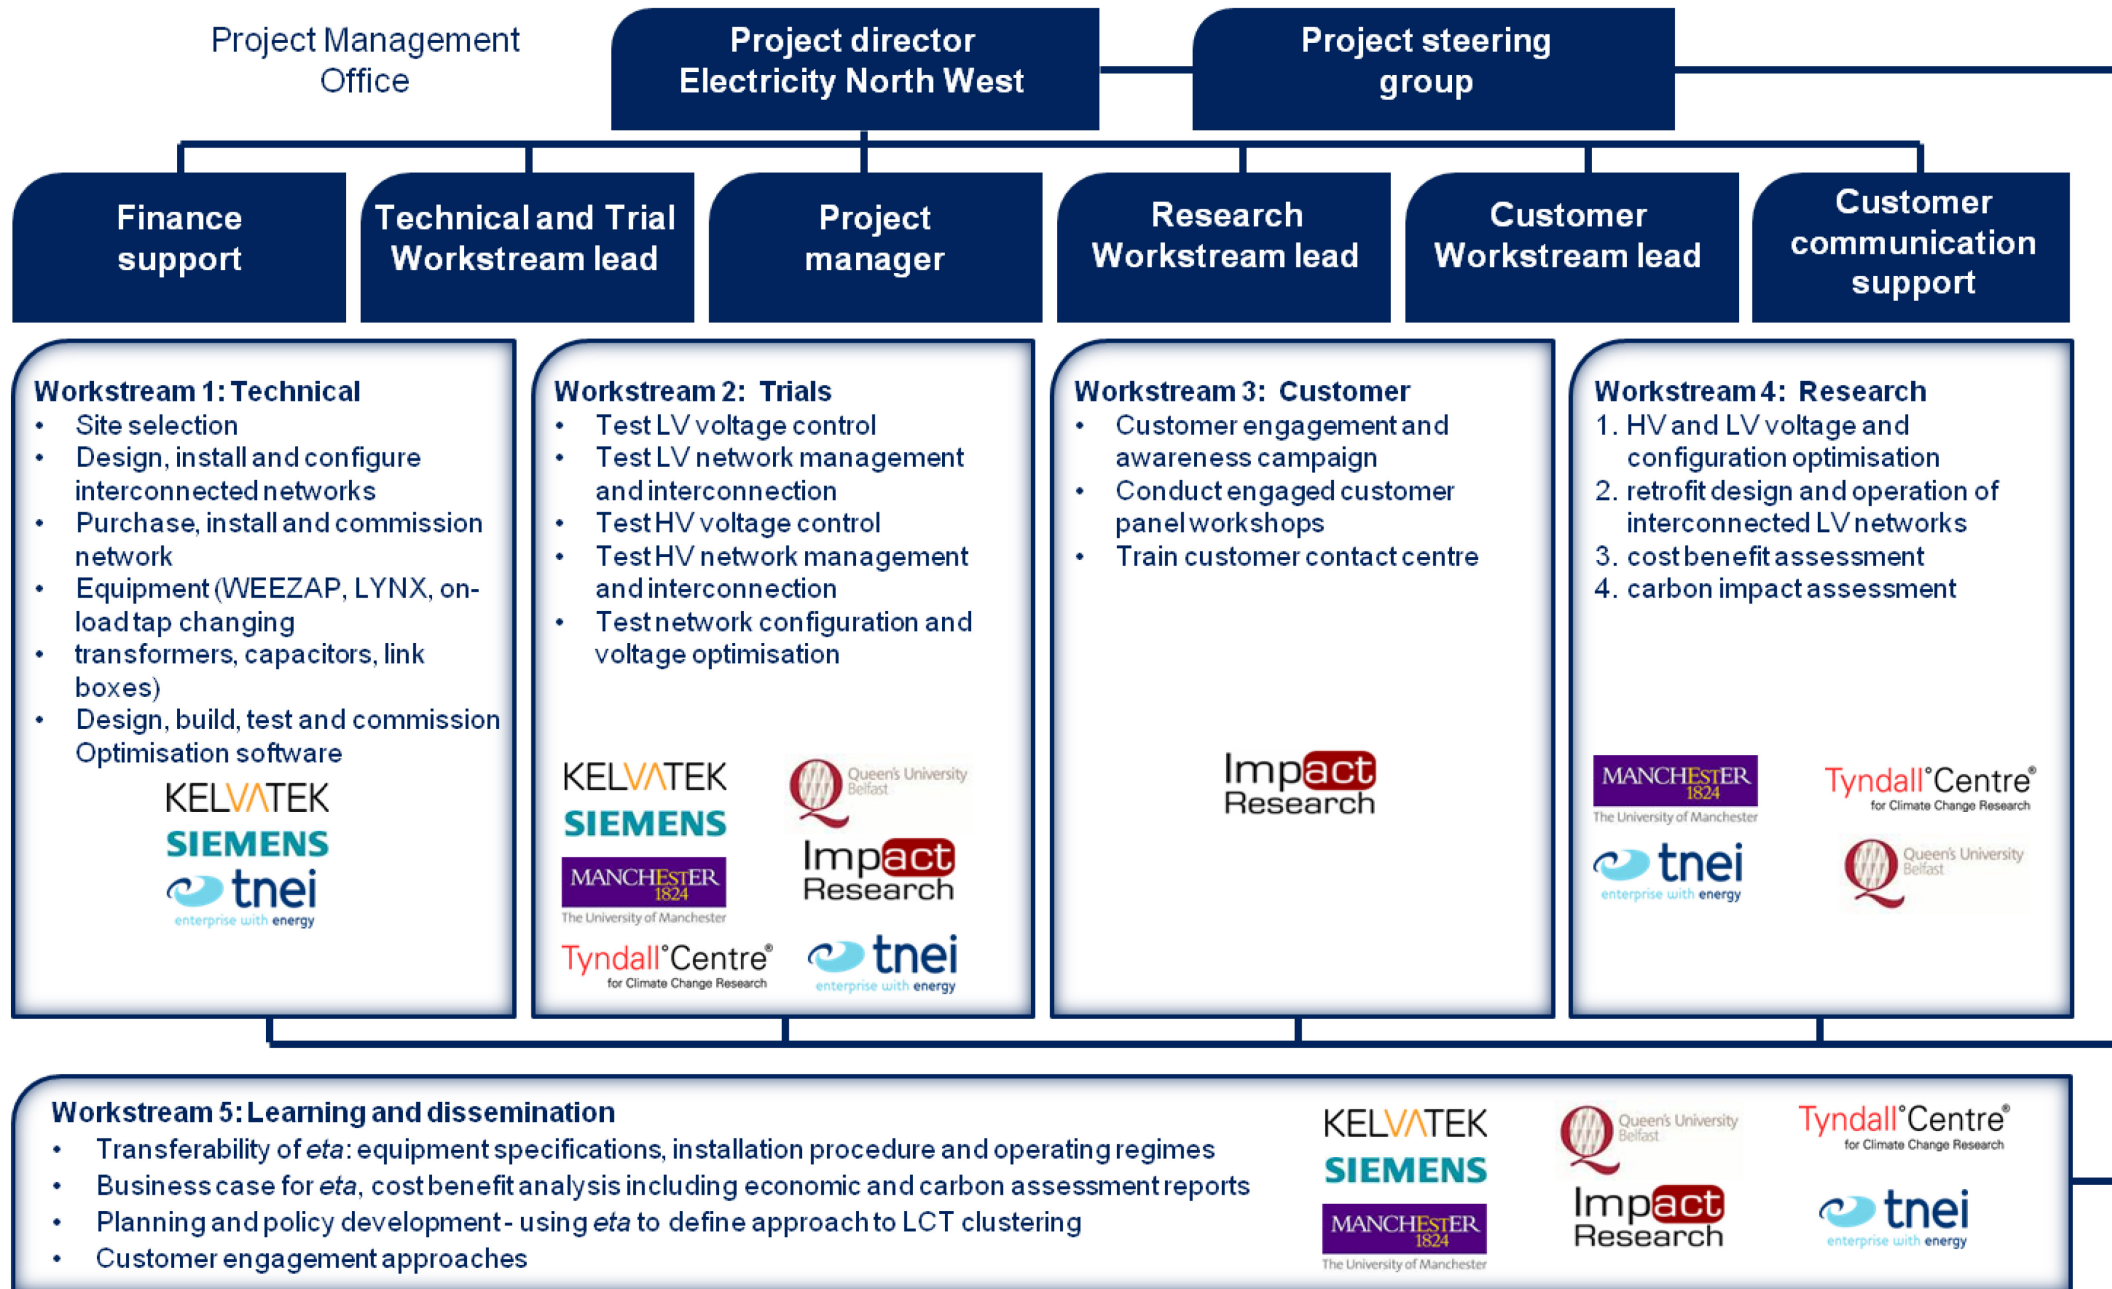 Project Management
Office
Project director
Electricity North West
Project steering
group
Finance
support
Technical and Trial
Workstream lead
Project
manager
Research
Workstream lead
Customer
Workstream lead
Customer
communication
support
Workstream 1: Technical
• Site selection
• Design, install and configure
interconnected networks
• Purchase, install and commission
network
• Equipment (WEEZAP, LYNX, on-
load tap changing
• transformers, capacitors, link
boxes)
• Design, build, test and commission
Optimisation software
KELVATEK
SIEMENS
tnei
enterprise with energy
Workstream 2: Trials
• Test LV voltage control
• Test LV network management
and interconnection
• Test HV voltage control
• Test HV network management
and interconnection
• Test network configuration and
voltage optimisation
KELVATEK
SIEMENS
MANCHESTER
1824
The University of Manchester
Tyndall°Centre®
for Climate Change Research
Queen's University
Belfast
Impact
Research
tnei
enterprise with energy
Workstream 3: Customer
• Customer engagement and
awareness campaign
• Conduct engaged customer
panel workshops
• Train customer contact centre
Impact
Research
Workstream 4: Research
1. HV and LV voltage and
configuration optimisation
2. retrofit design and operation of
interconnected LV networks
3. cost benefit assessment
4. carbon impact assessment
MANCHESTER
1824
The University of Manchester
Tyndall°Centre®
for Climate Change Research
tnei
enterprise with energy
Queen's University
Belfast
Workstream 5: Learning and dissemination
• Transferability of eta: equipment specifications, installation procedure and operating regimes
• Business case for eta, cost benefit analysis including economic and carbon assessment reports
• Planning and policy development - using eta to define approach to LCT clustering
• Customer engagement approaches
KELVATEK
SIEMENS
MANCHESTER
1824
The University of Manchester
Queen's University
Belfast
Impact
Research
Tyndall°Centre®
for Climate Change Research
tnei
enterprise with energy